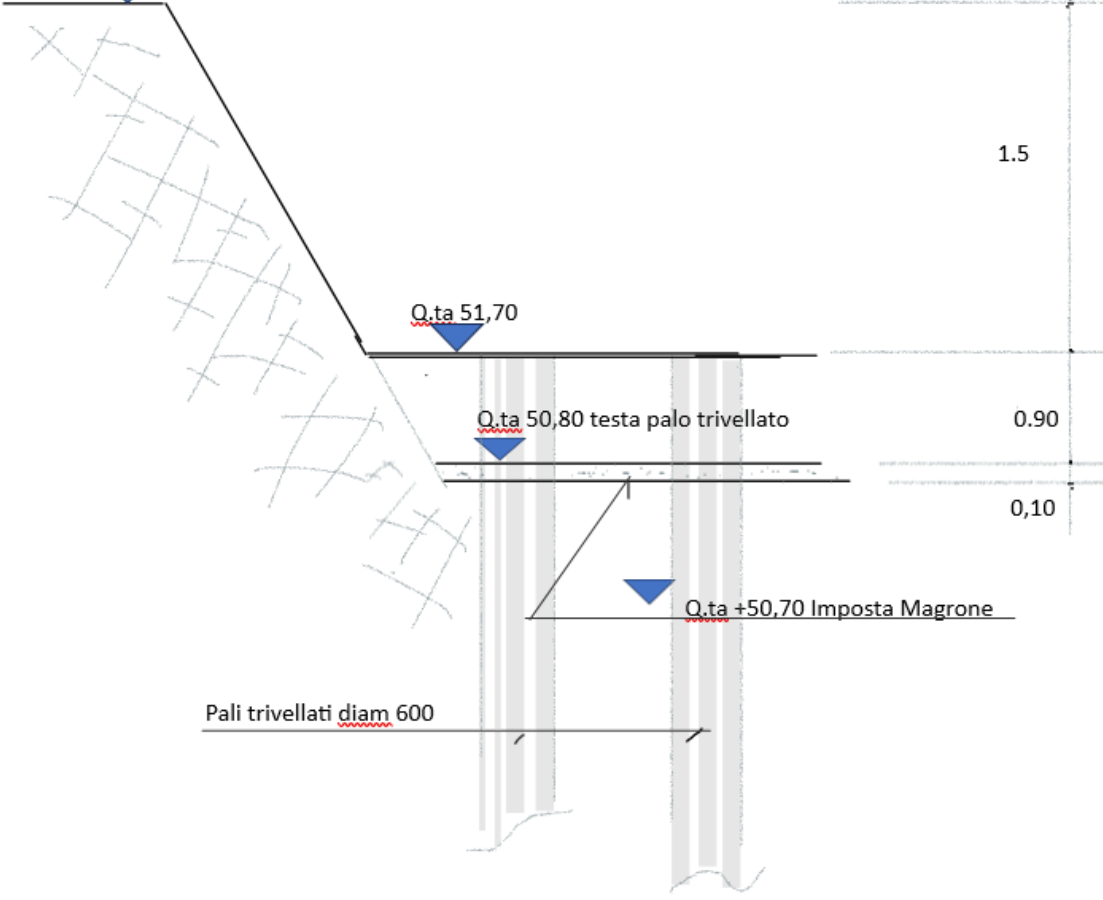 1.5
Q.ta 51,70
Q.ta 50,80 testa palo trivellato
0.90
0,10
Q.ta +50,70 Imposta Magrone
Pali trivellati diam 600